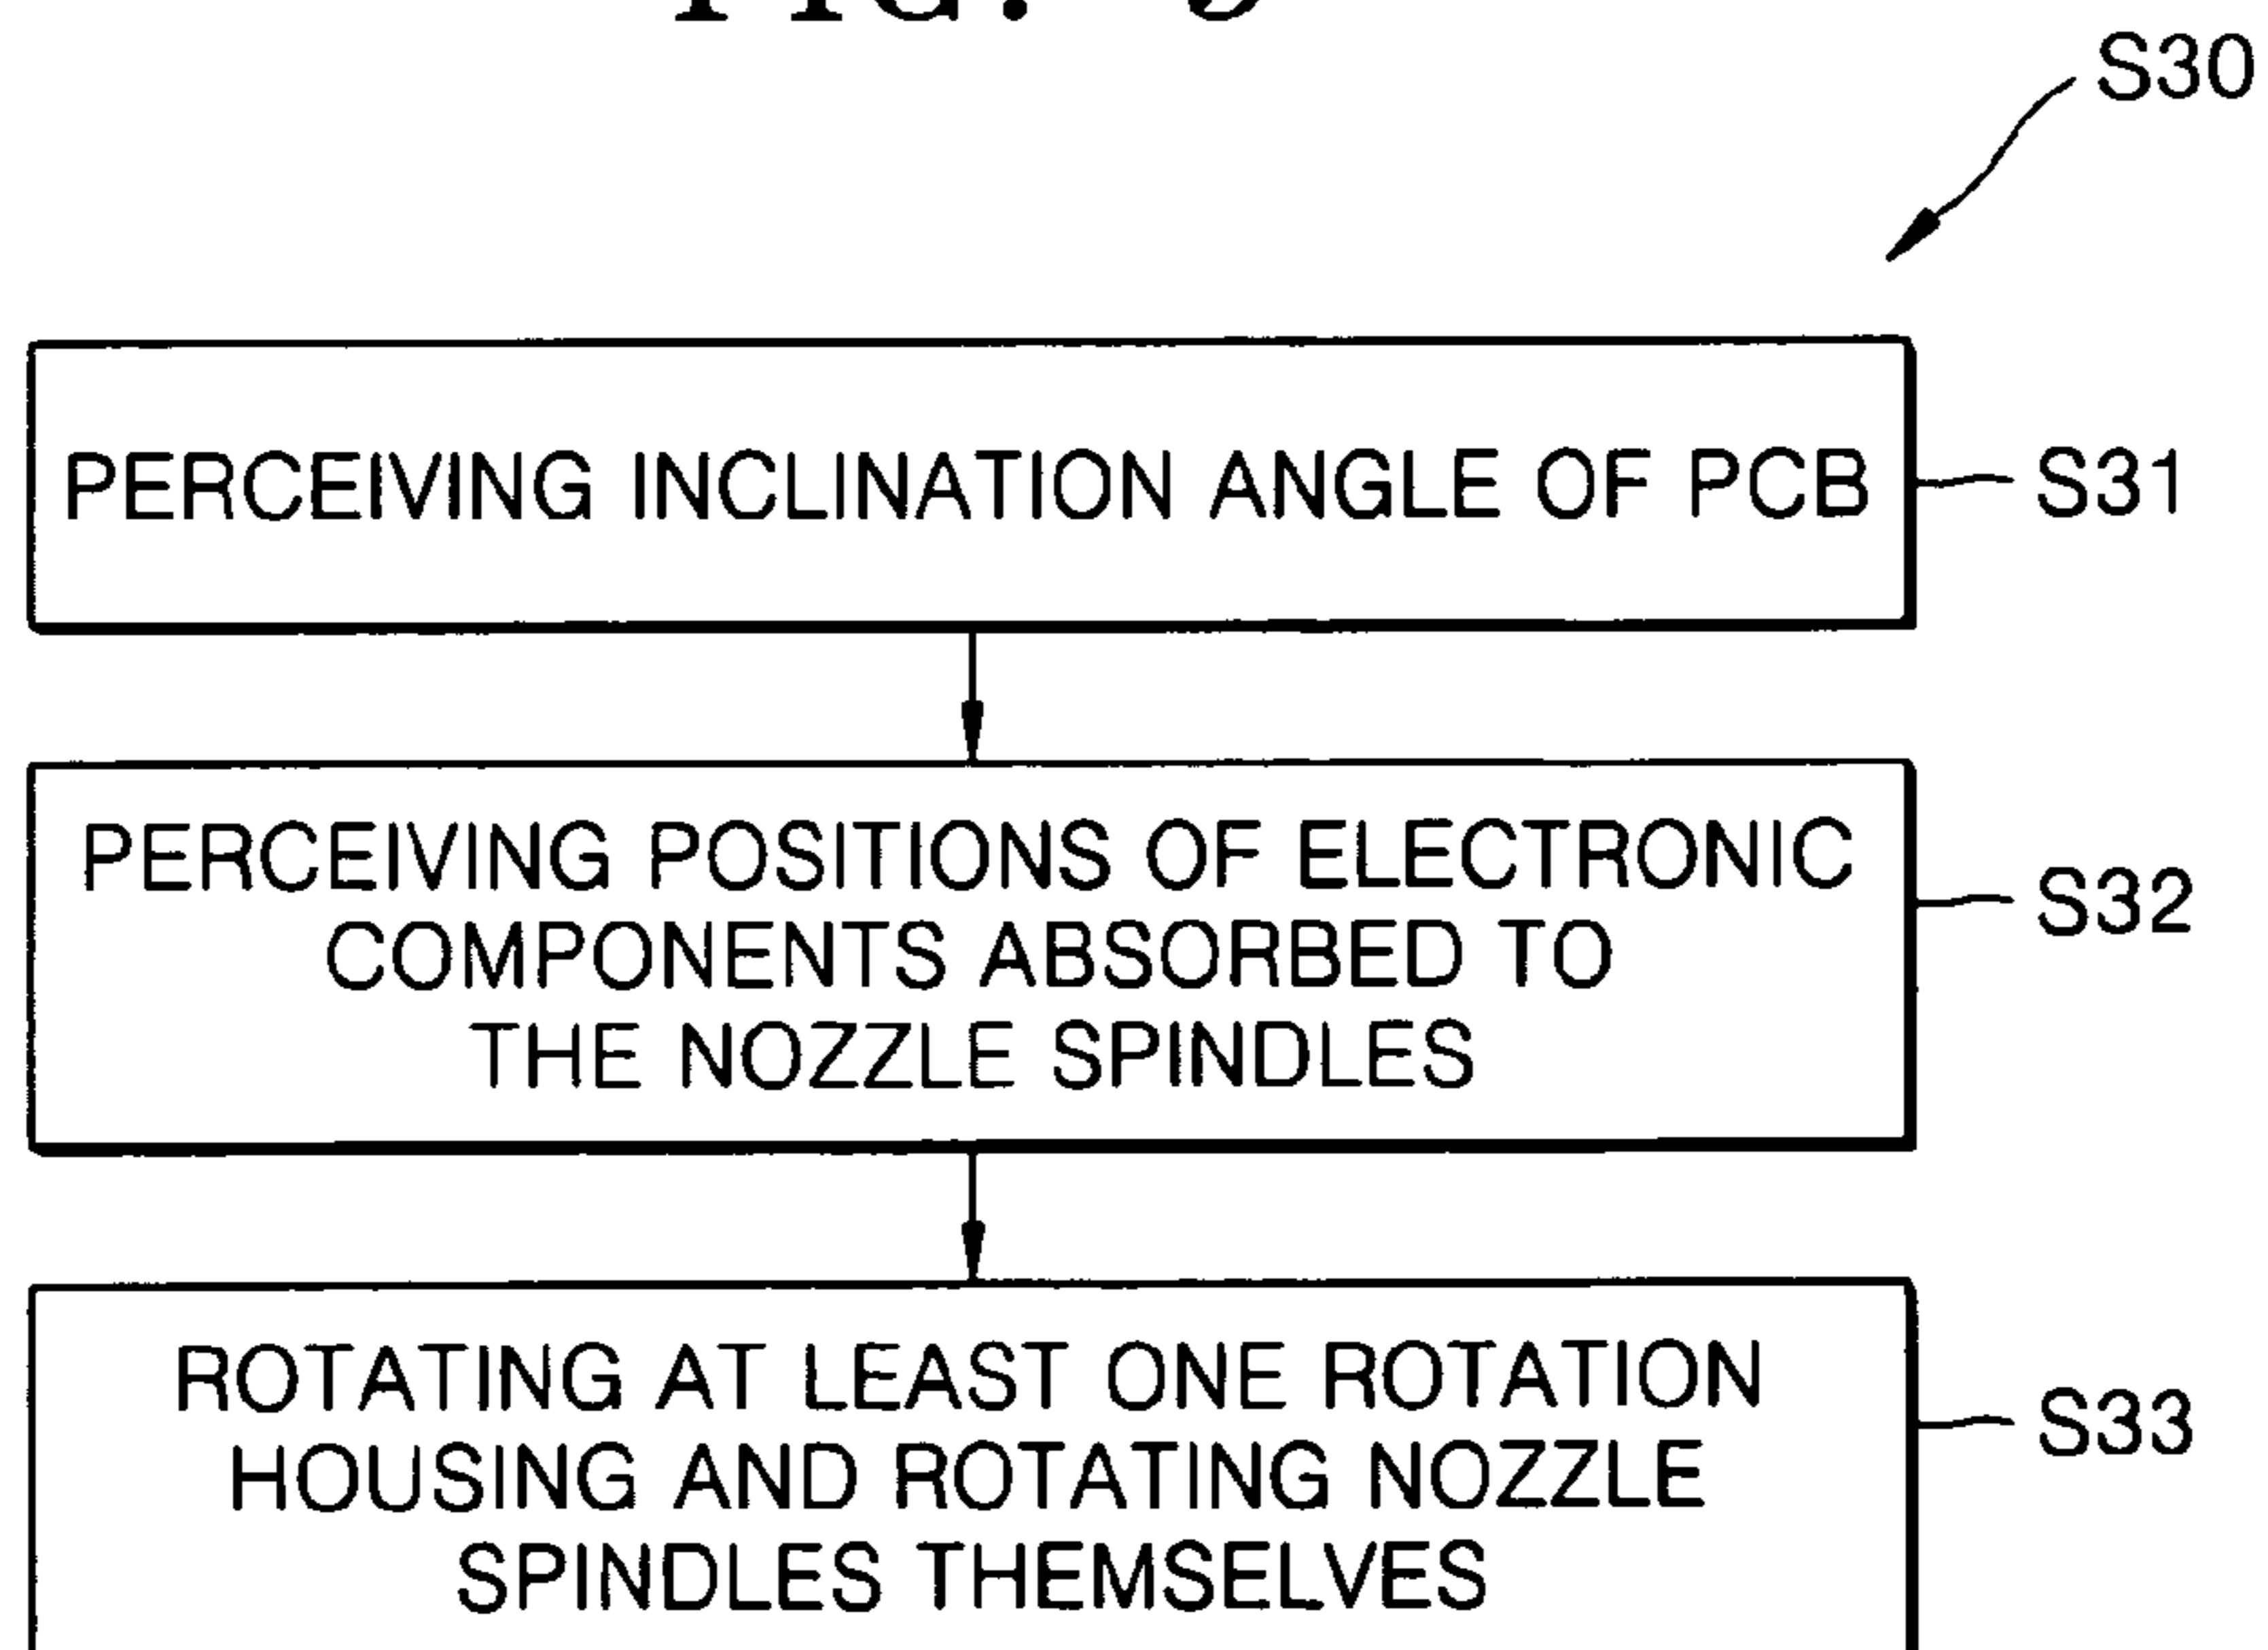 FIG.
S30
PERCEIVING INCLINATION ANGLE OF PCB
S31
PERCEIVING POSITIONS OF ELECTRONIC
COMPONENTS ABSORBED TO
THE NOZZLE SPINDLES
S32
ROTATING AT LEAST ONE ROTATION
HOUSING AND ROTATING NOZZLE
SPINDLES THEMSELVES
S33